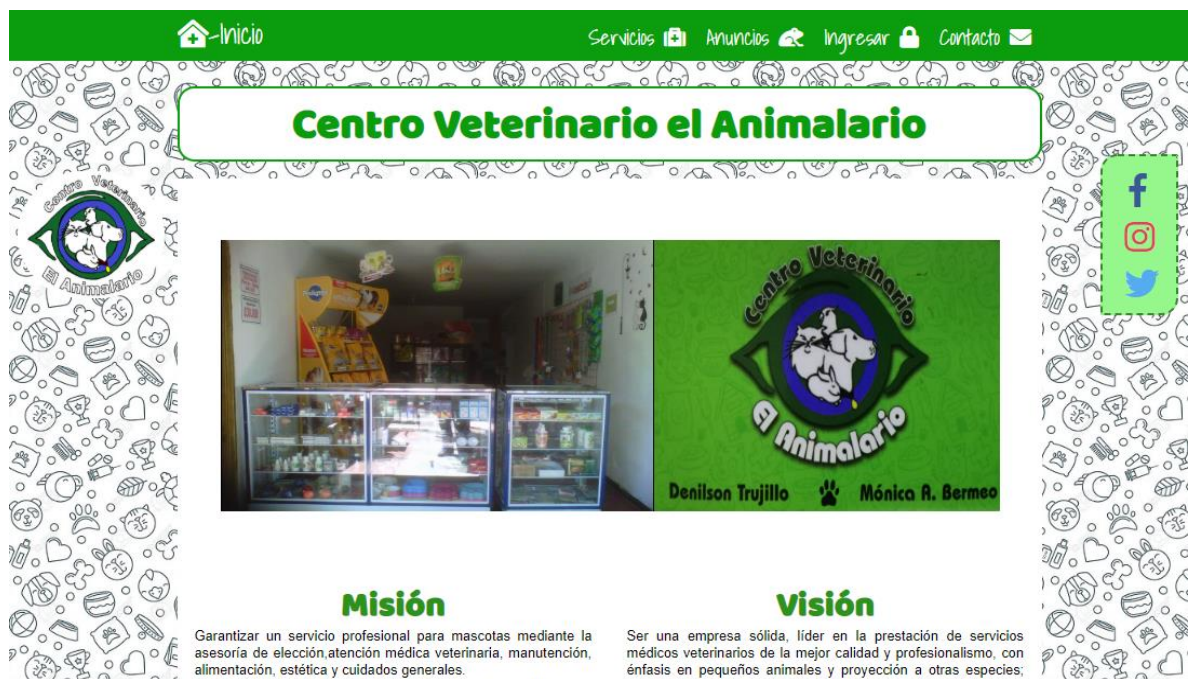 -Inicio
Servicios
Anuncios
Ingresar
Contacto
Centro Veterinario el Animalario
Centro Veterinario
El Animalario
Pedigree
Centro Veterinario
El Animalario
Denilson Trujillo
Mónica R. Bermeo
Misión
Garantizar un servicio profesional para mascotas mediante la
asesoría de elección,atención médica veterinaria, manutención,
alimentación, estética y cuidados generales.
Visión
Ser una empresa sólida, líder en la prestación de servicios
médicos veterinarios de la mejor calidad y profesionalismo, con
énfasis en pequeños animales y proyección a otras especies;